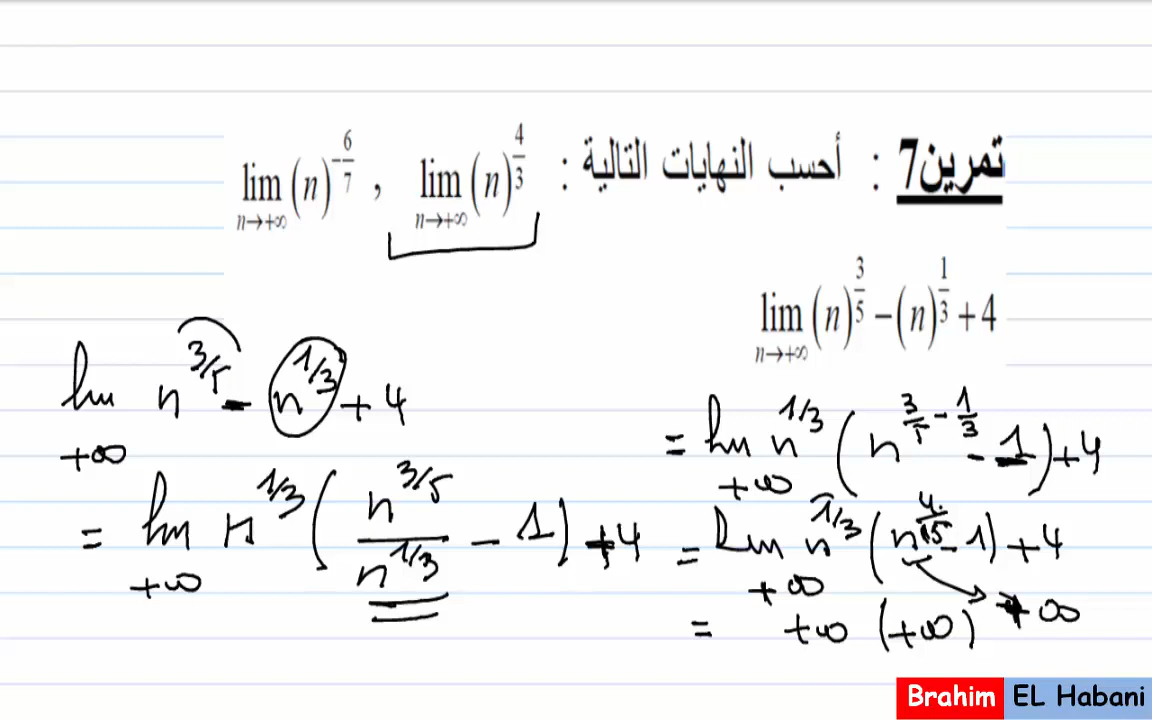 تمرين7 : أحسب النهايات التالية : lim_{n→+∞} (n)^{4/3} , lim_{n→+∞} (n)^{-6/7}
lim_{n→+∞} (n)^{3/5} − (n)^{1/3} + 4
lim_{+∞} n^{3/5} - n^{1/3} + 4
= lim_{+∞} n^{1/3} ( n^{3/5} / n^{1/3} - 1 ) + 4
= lim_{+∞} n^{1/3} ( n^{3/5 - 1/3} - 1 ) + 4
= lim_{+∞} n^{1/3} ( n^{4/15} - 1 ) + 4
+∞
= +∞ (+∞)
Brahim EL Habani